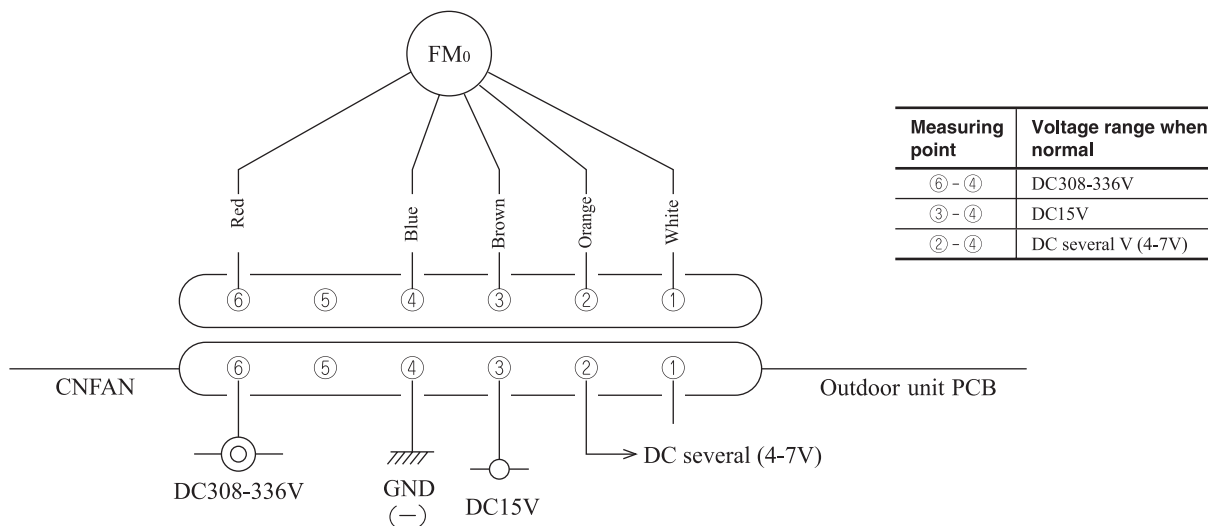 FM0
Red
Blue
Brown
Orange
White
⑥ ⑤ ④ ③ ② ①
⑥ ⑤ ④ ③ ② ①
CNFAN
Outdoor unit PCB
DC308-336V
GND
(−)
DC15V
DC several (4-7V)
Measuring point
Voltage range when normal
⑥ - ④ DC308-336V
③ - ④ DC15V
② - ④ DC several V (4-7V)